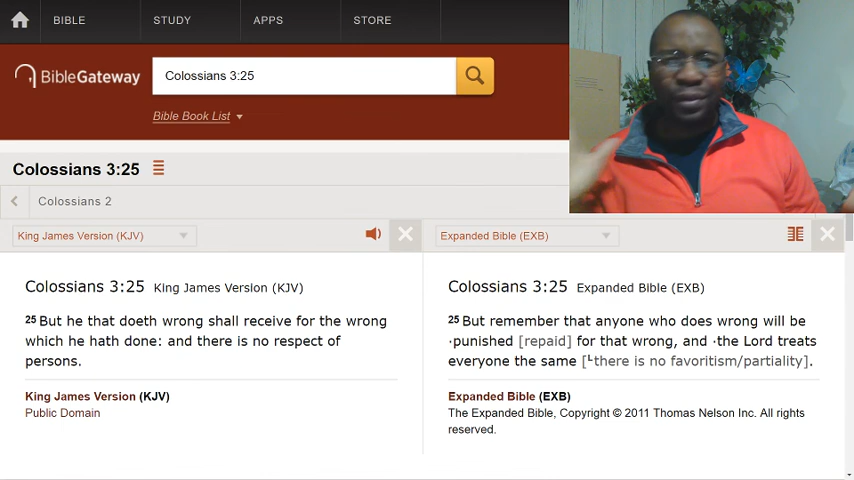 BIBLE STUDY APPS STORE
BibleGateway
Colossians 3:25
Bible Book List
Colossians 3:25
Colossians 2
King James Version (KJV)
Expanded Bible (EXB)
Colossians 3:25 King James Version (KJV)
25 But he that doeth wrong shall receive for the wrong
which he hath done: and there is no respect of
persons.
King James Version (KJV)
Public Domain
Colossians 3:25 Expanded Bible (EXB)
25 But remember that anyone who does wrong will be
·punished [repaid] for that wrong, and ·the Lord treats
everyone the same [└there is no favoritism/partiality].
Expanded Bible (EXB)
The Expanded Bible, Copyright © 2011 Thomas Nelson Inc. All rights
reserved.